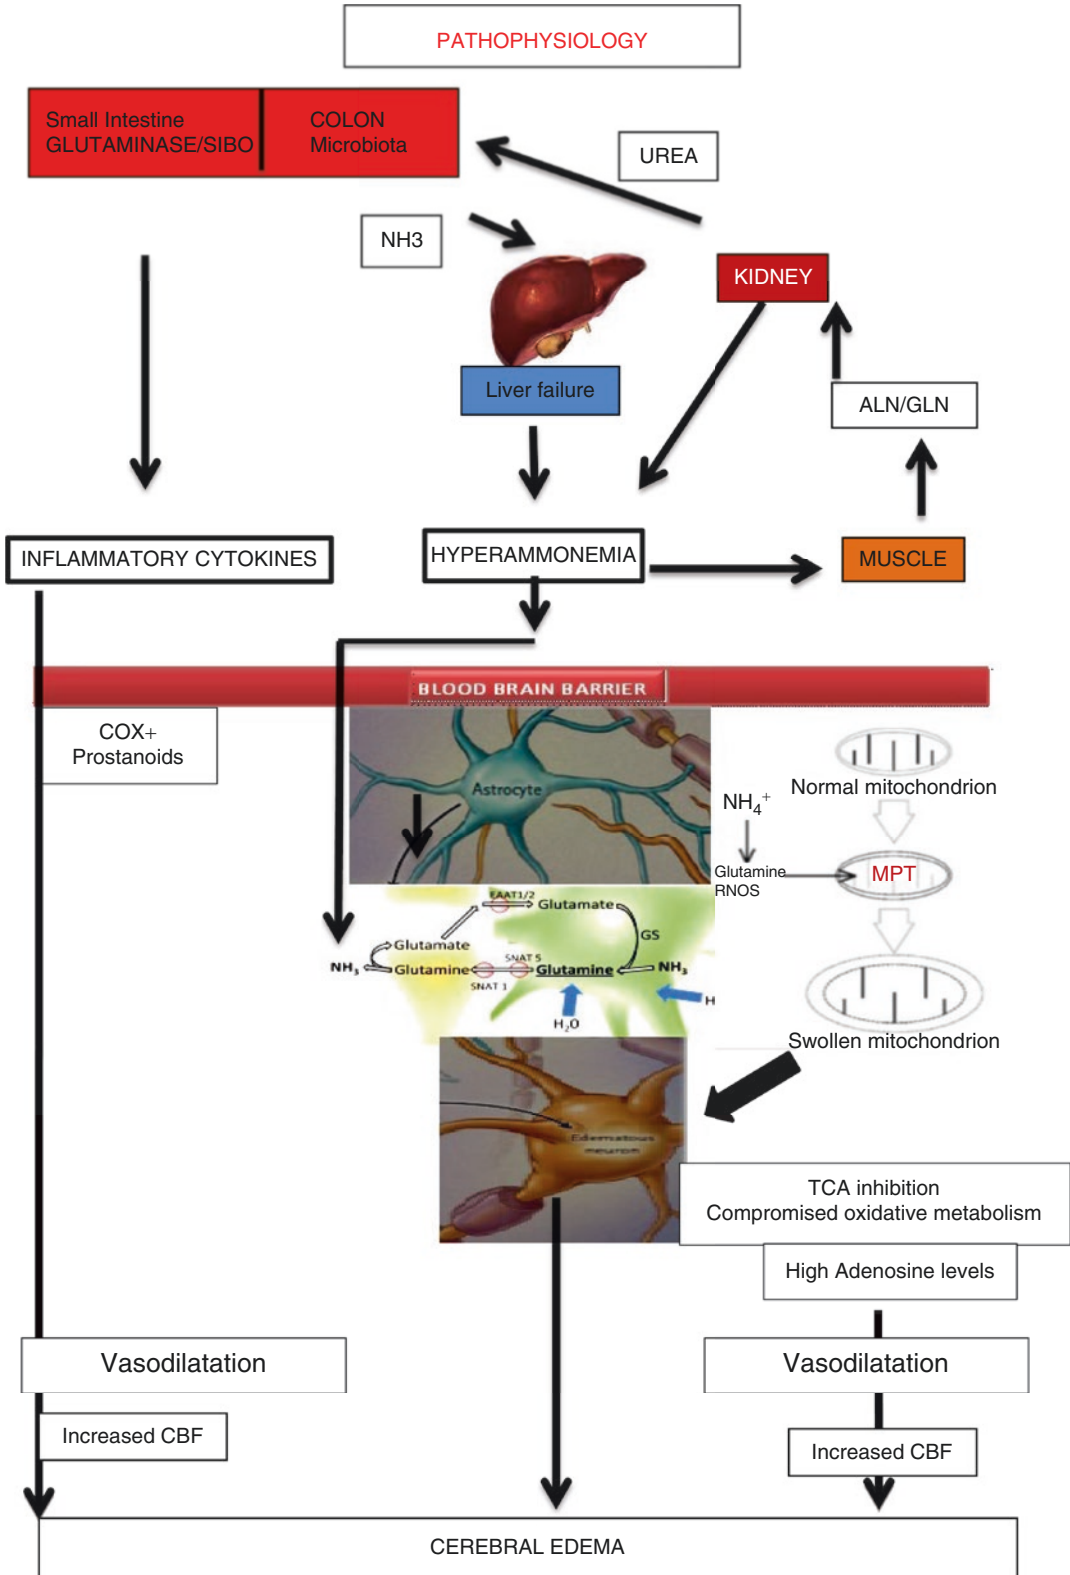 PATHOPHYSIOLOGY
Small Intestine
GLUTAMINASE/SIBO
COLON
Microbiota
UREA
NH3
KIDNEY
Liver failure
ALN/GLN
INFLAMMATORY CYTOKINES
HYPERAMMONEMIA
MUSCLE
BLOOD BRAIN BARRIER
COX+
Prostanoids
Astrocyte
Normal mitochondrion
NH₄⁺
Glutamine
RNOS
MPT
EAAT1/2
Glutamate
Glutamate
GS
NH₃
Glutamine
SNAT 5
SNAT 1
Glutamine
NH₃
H₂O
H
Swollen mitochondrion
Edematous
neuron
TCA inhibition
Compromised oxidative metabolism
High Adenosine levels
Vasodilatation
Vasodilatation
Increased CBF
Increased CBF
CEREBRAL EDEMA